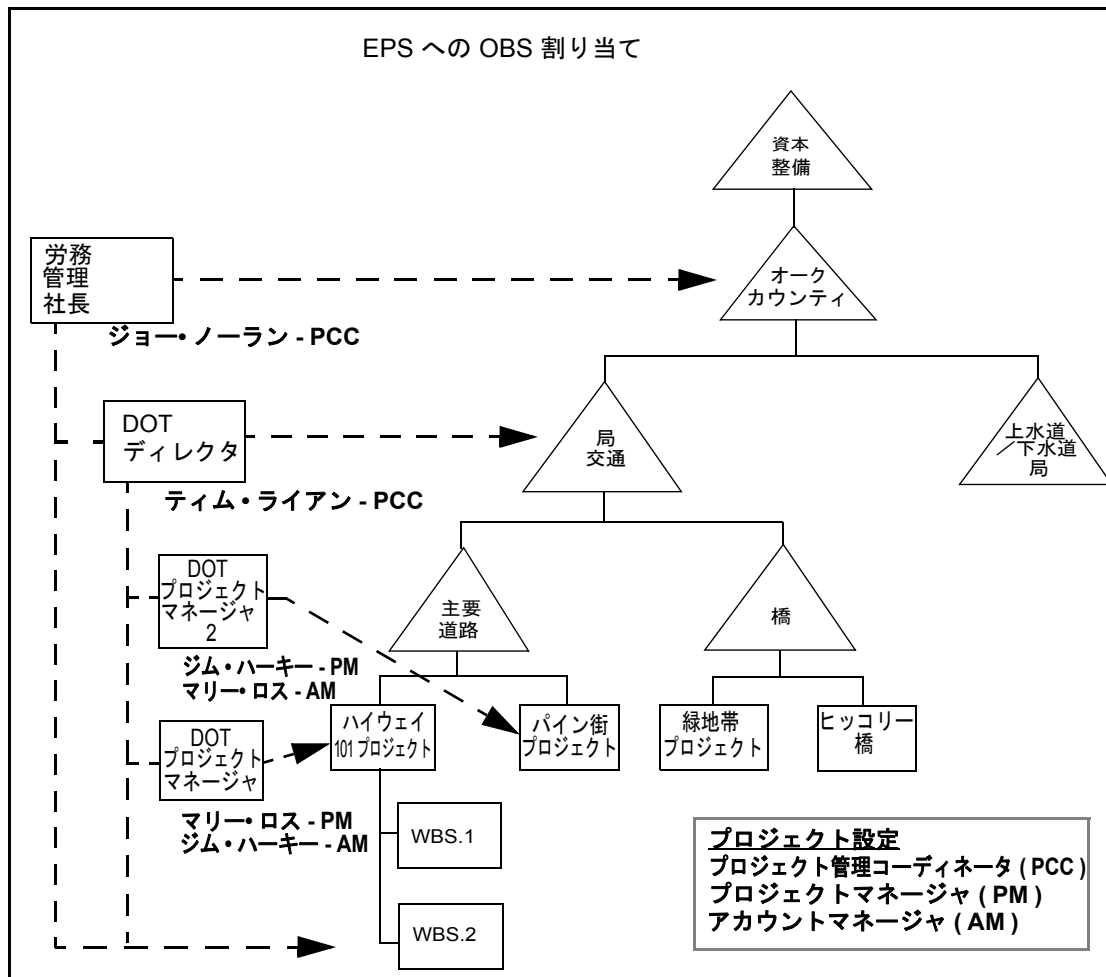 EPS への OBS 割り当て
資本
整備
労務
管理
社長
オーク
カウンティ
ジョー・ ノーラン - PCC
DOT
ディレクタ
局
交通
上水道
／下水道
局
ティム・ライアン - PCC
DOT
プロジェクト
マネージャ
2
主要
道路
橋
ジム・ハーキー - PM
マリー・ ロス - AM
ハイウェイ
101 プロジェクト
パイン街
プロジェクト
緑地帯
プロジェクト
ヒッコリー
橋
DOT
プロジェクト
マネージャ
マリー・ ロス - PM
ジム・ハーキー - AM
WBS.1
WBS.2
プロジェクト設定
プロジェクト管理コーディネータ ( PCC )
プロジェクトマネージャ ( PM )
アカウントマネージャ ( AM )